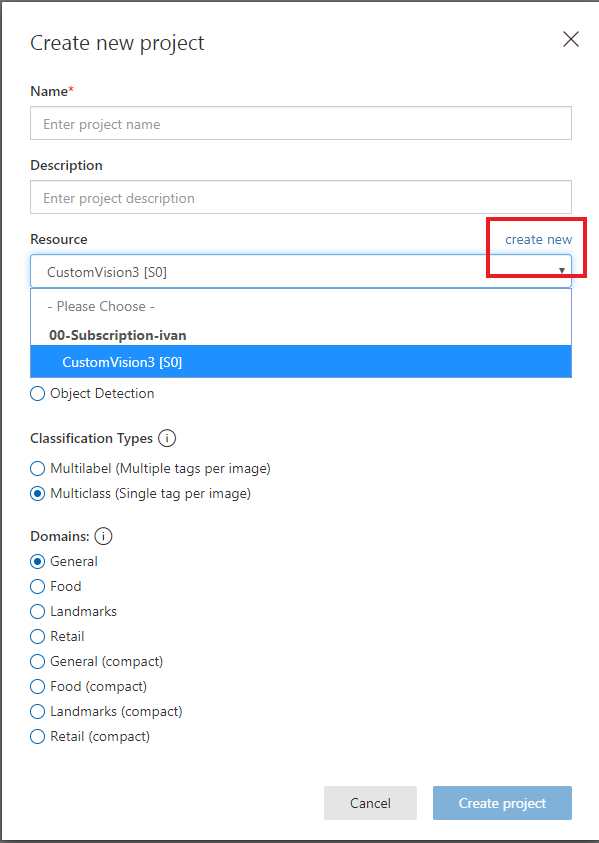 Create new project
Name*
Enter project name
Description
Enter project description
Resource create new
CustomVision3 [S0]
- Please Choose -
00-Subscription-ivan
CustomVision3 [S0]
Object Detection
Classification Types i
Multilabel (Multiple tags per image)
Multiclass (Single tag per image)
Domains: i
General
Food
Landmarks
Retail
General (compact)
Food (compact)
Landmarks (compact)
Retail (compact)
Cancel Create project